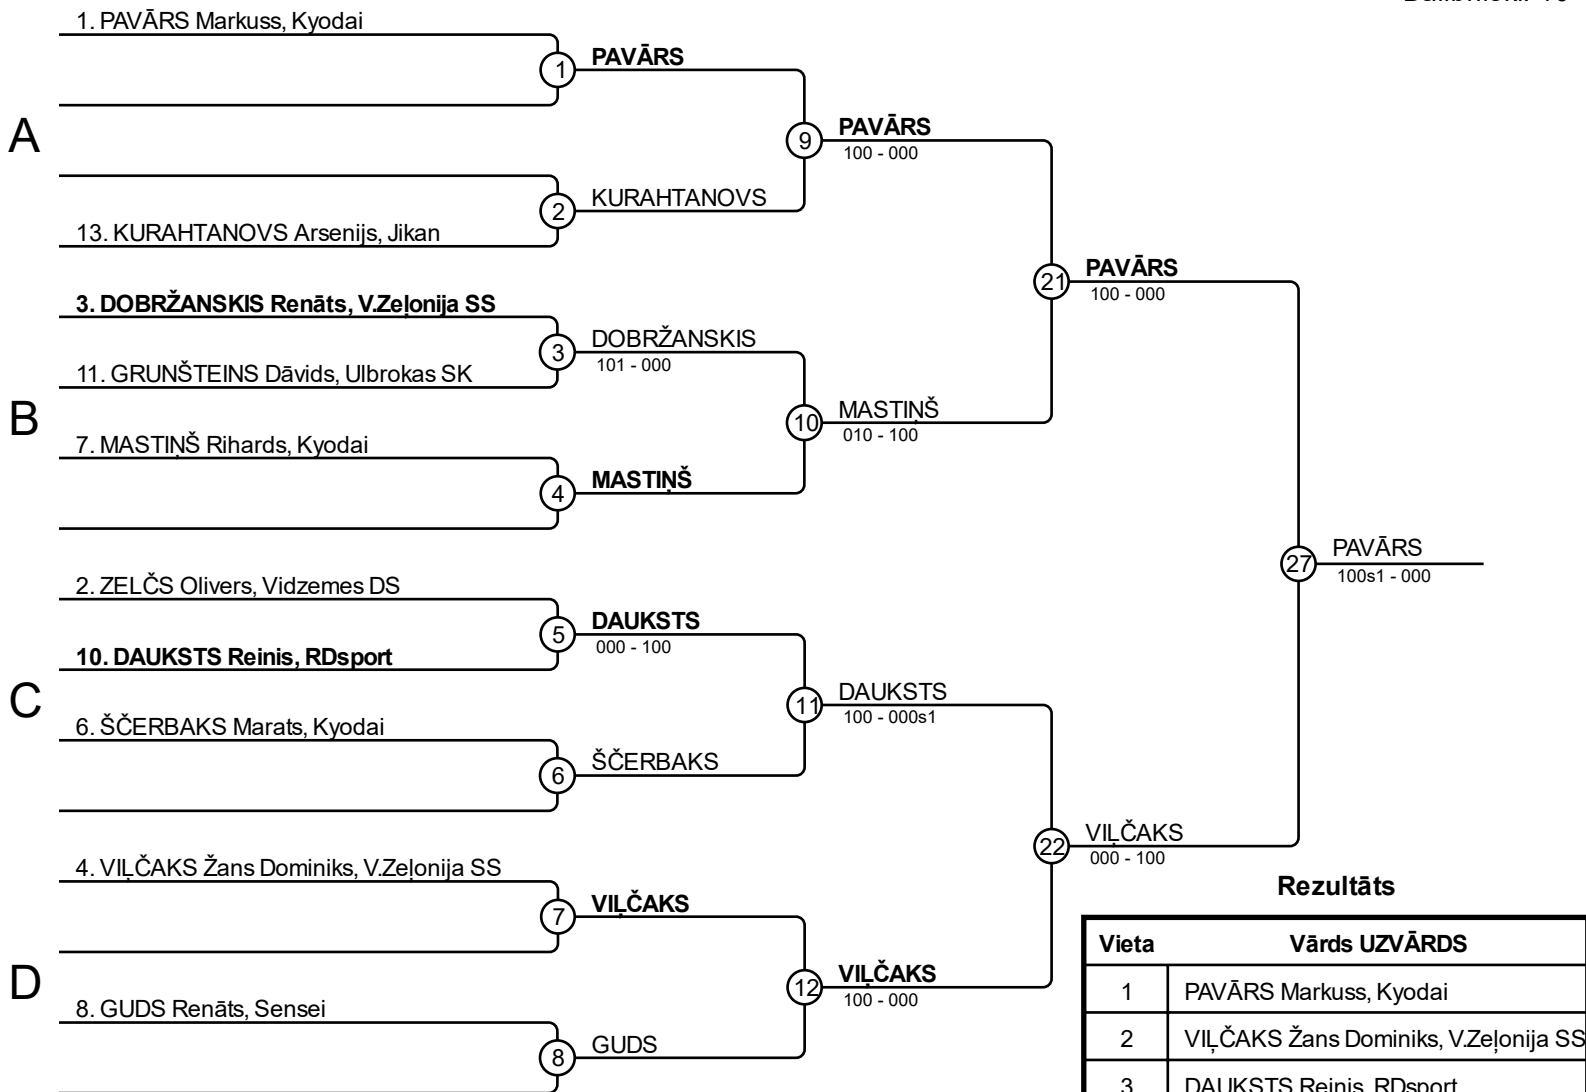 1. PAVĀRS Markuss, Kyodai
1
PAVĀRS
A
9
PAVĀRS
100 - 000
2
KURAHTANOVS
13. KURAHTANOVS Arsenijs, Jikan
21
PAVĀRS
100 - 000
3. DOBRŽANSKIS Renāts, V.Zeļonija SS
3
DOBRŽANSKIS
101 - 000
11. GRUNŠTEINS Dāvids, Ulbrokas SK
B
10
MASTIŅŠ
010 - 100
7. MASTIŅŠ Rihards, Kyodai
4
MASTIŅŠ
27
PAVĀRS
100s1 - 000
2. ZELČS Olivers, Vidzemes DS
5
DAUKSTS
000 - 100
10. DAUKSTS Reinis, RDsport
C
11
DAUKSTS
100 - 000s1
6. ŠČERBAKS Marats, Kyodai
6
ŠČERBAKS
22
VIĻČAKS
000 - 100
4. VIĻČAKS Žans Dominiks, V.Zeļonija SS
7
VIĻČAKS
D
12
VIĻČAKS
100 - 000
8. GUDS Renāts, Sensei
8
GUDS
Rezultāts
Vieta Vārds UZVĀRDS
1 PAVĀRS Markuss, Kyodai
2 VIĻČAKS Žans Dominiks, V.Zeļonija SS
3 DAUKSTS Reinis, RDsport